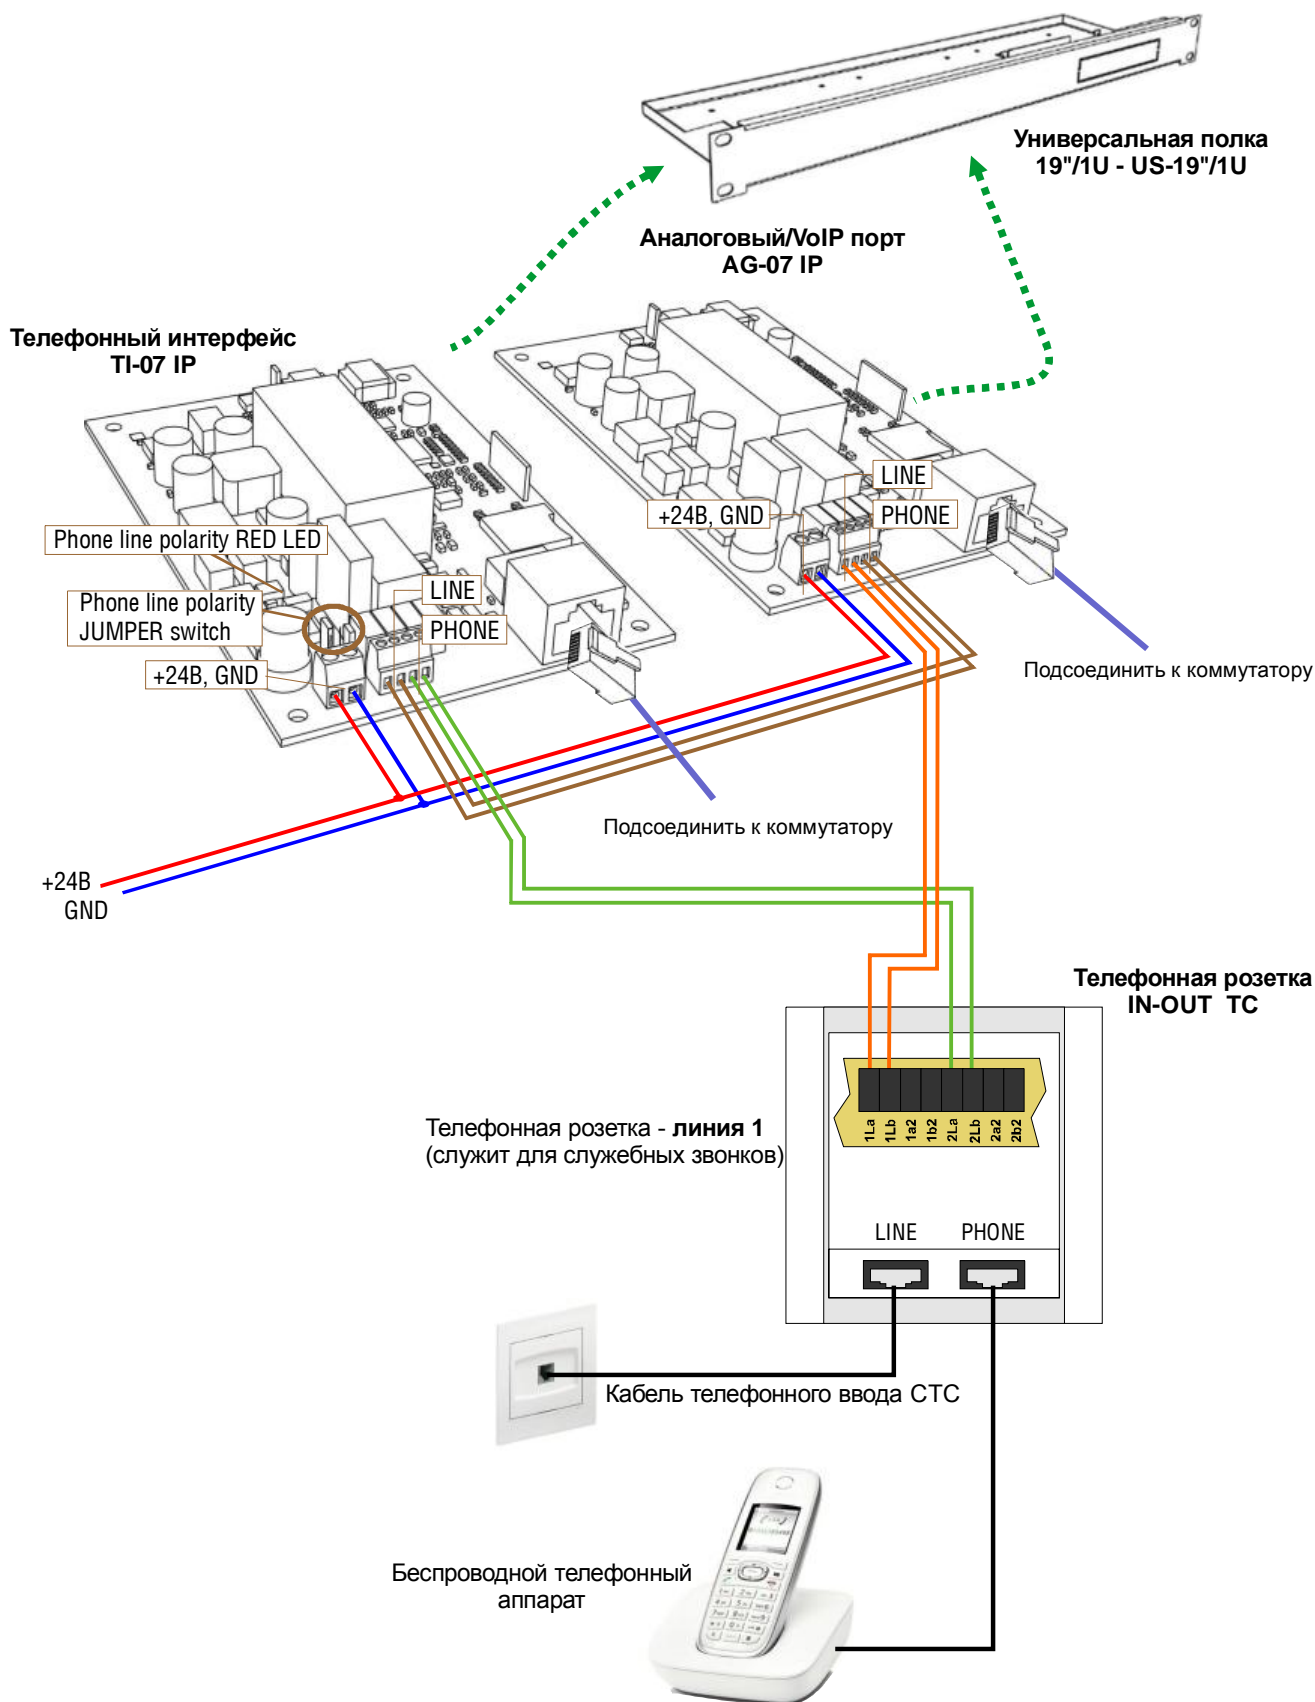 Универсальная полка
19"/1U - US-19"/1U
Аналоговый/VoIP порт
AG-07 IP
Телефонный интерфейс
TI-07 IP
LINE
+24В, GND
PHONE
Phone line polarity RED LED
LINE
Phone line polarity
JUMPER switch
PHONE
+24В, GND
Подсоединить к коммутатору
Подсоединить к коммутатору
+24В
GND
Телефонная розетка
IN-OUT TC
1La
1Lb
1a2
1b2
2La
2Lb
2a2
2b2
Телефонная розетка - линия 1
(служит для служебных звонков)
LINE
PHONE
Кабель телефонного ввода СТС
Беспроводной телефонный
аппарат